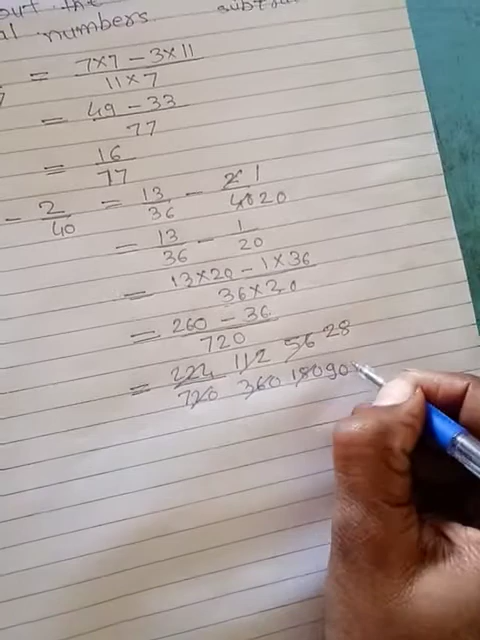 out the
al numbers subtra
= 7×7 - 3×11 / 11×7
= 49 - 33 / 77
= 16 / 77
- 2/40 = 13/36 - 2 1 / 40 20
= 13/36 - 1/20
= 13×20 - 1×36 / 36×20
= 260 - 36 / 720
= 224 112 56 28 / 720 360 180 90